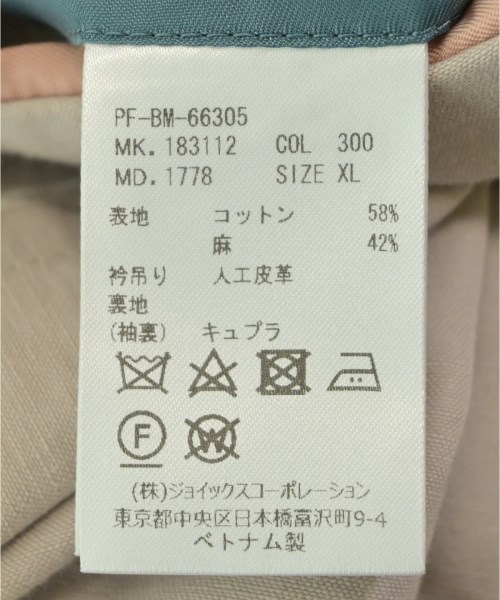 PF-BM-66305
MK. 183112 COL 300
MD. 1778 SIZE XL
表地 コットン 58%
麻 42%
衿吊り 人工皮革
裏地
(袖裏) キュプラ
F W
(株)ジョイックスコーポレーション
東京都中央区日本橋富沢町9-4
ベトナム製